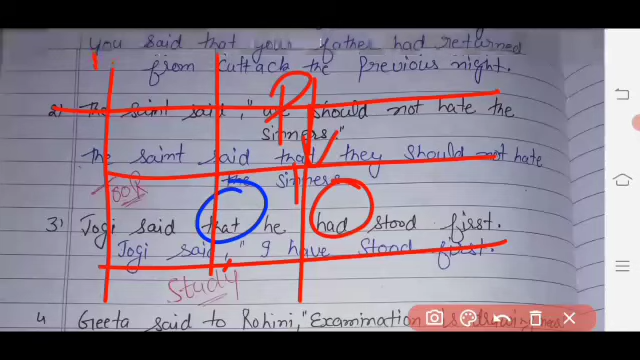 you said that your father had returned
from cuttack the previous night.
2) The saint said, "we should not hate the
sinners"
the saint said that they should not hate
the sinners
3) Jogi said that he had stood first.
Jogi said, "I have stood first.
Study
4 Geeta said to Rohini, "Examination is drawing